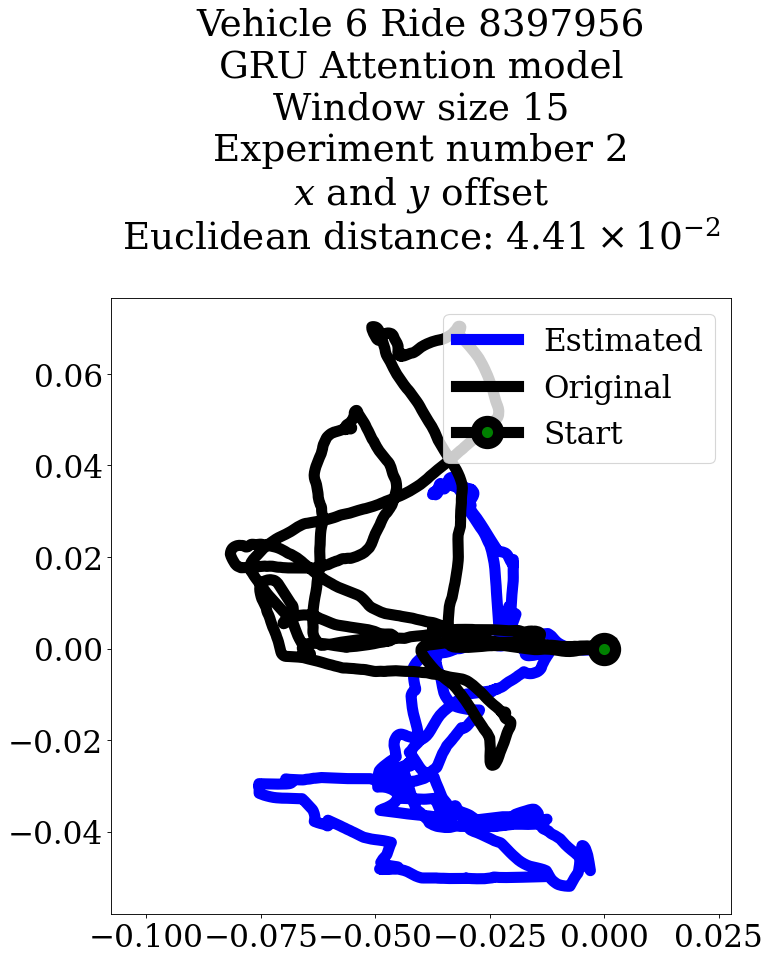 Vehicle 6 Ride 8397956
GRU Attention model
Window size 15
Experiment number 2
x and y offset
Euclidean distance: 4.41 × 10⁻²
Estimated
Original
Start
0.06
0.04
0.02
0.00
−0.02
−0.04
−0.100 −0.075 −0.050 −0.025 0.000 0.025